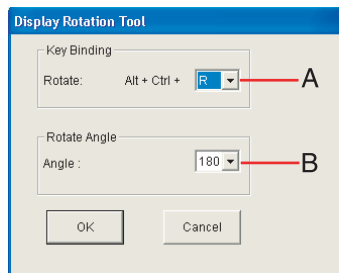 Display Rotation Tool
Key Binding
Rotate: Alt + Ctrl + R A
Rotate Angle
Angle : 180 B
OK Cancel